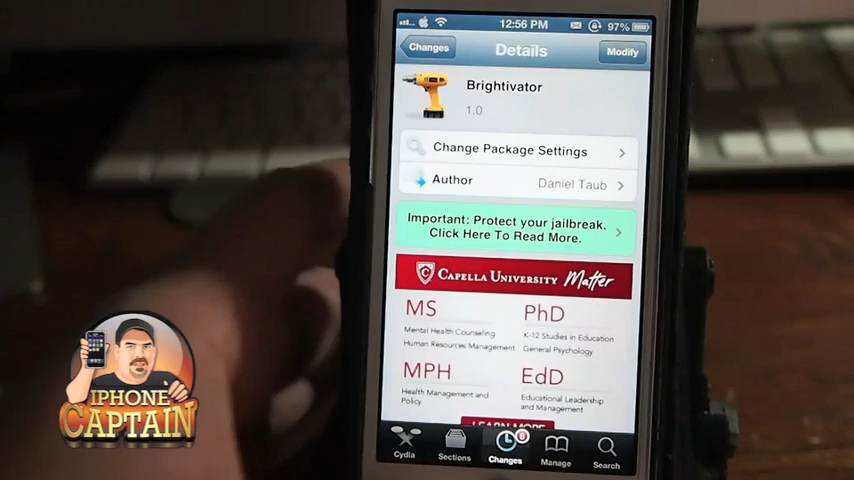 12:56 PM
97%
Changes
Details
Modify
Brightivator
1.0
Change Package Settings
Author
Daniel Taub
Important: Protect your jailbreak.
Click Here To Read More.
CAPELLA UNIVERSITY Matter
MS
Mental Health Counseling
Human Resources Management
PhD
K-12 Studies in Education
General Psychology
MPH
Health Management and
Policy
EdD
Educational Leadership
and Management
LEARN MORE
8
Cydia
Sections
Changes
Manage
Search
IPHONE
CAPTAIN